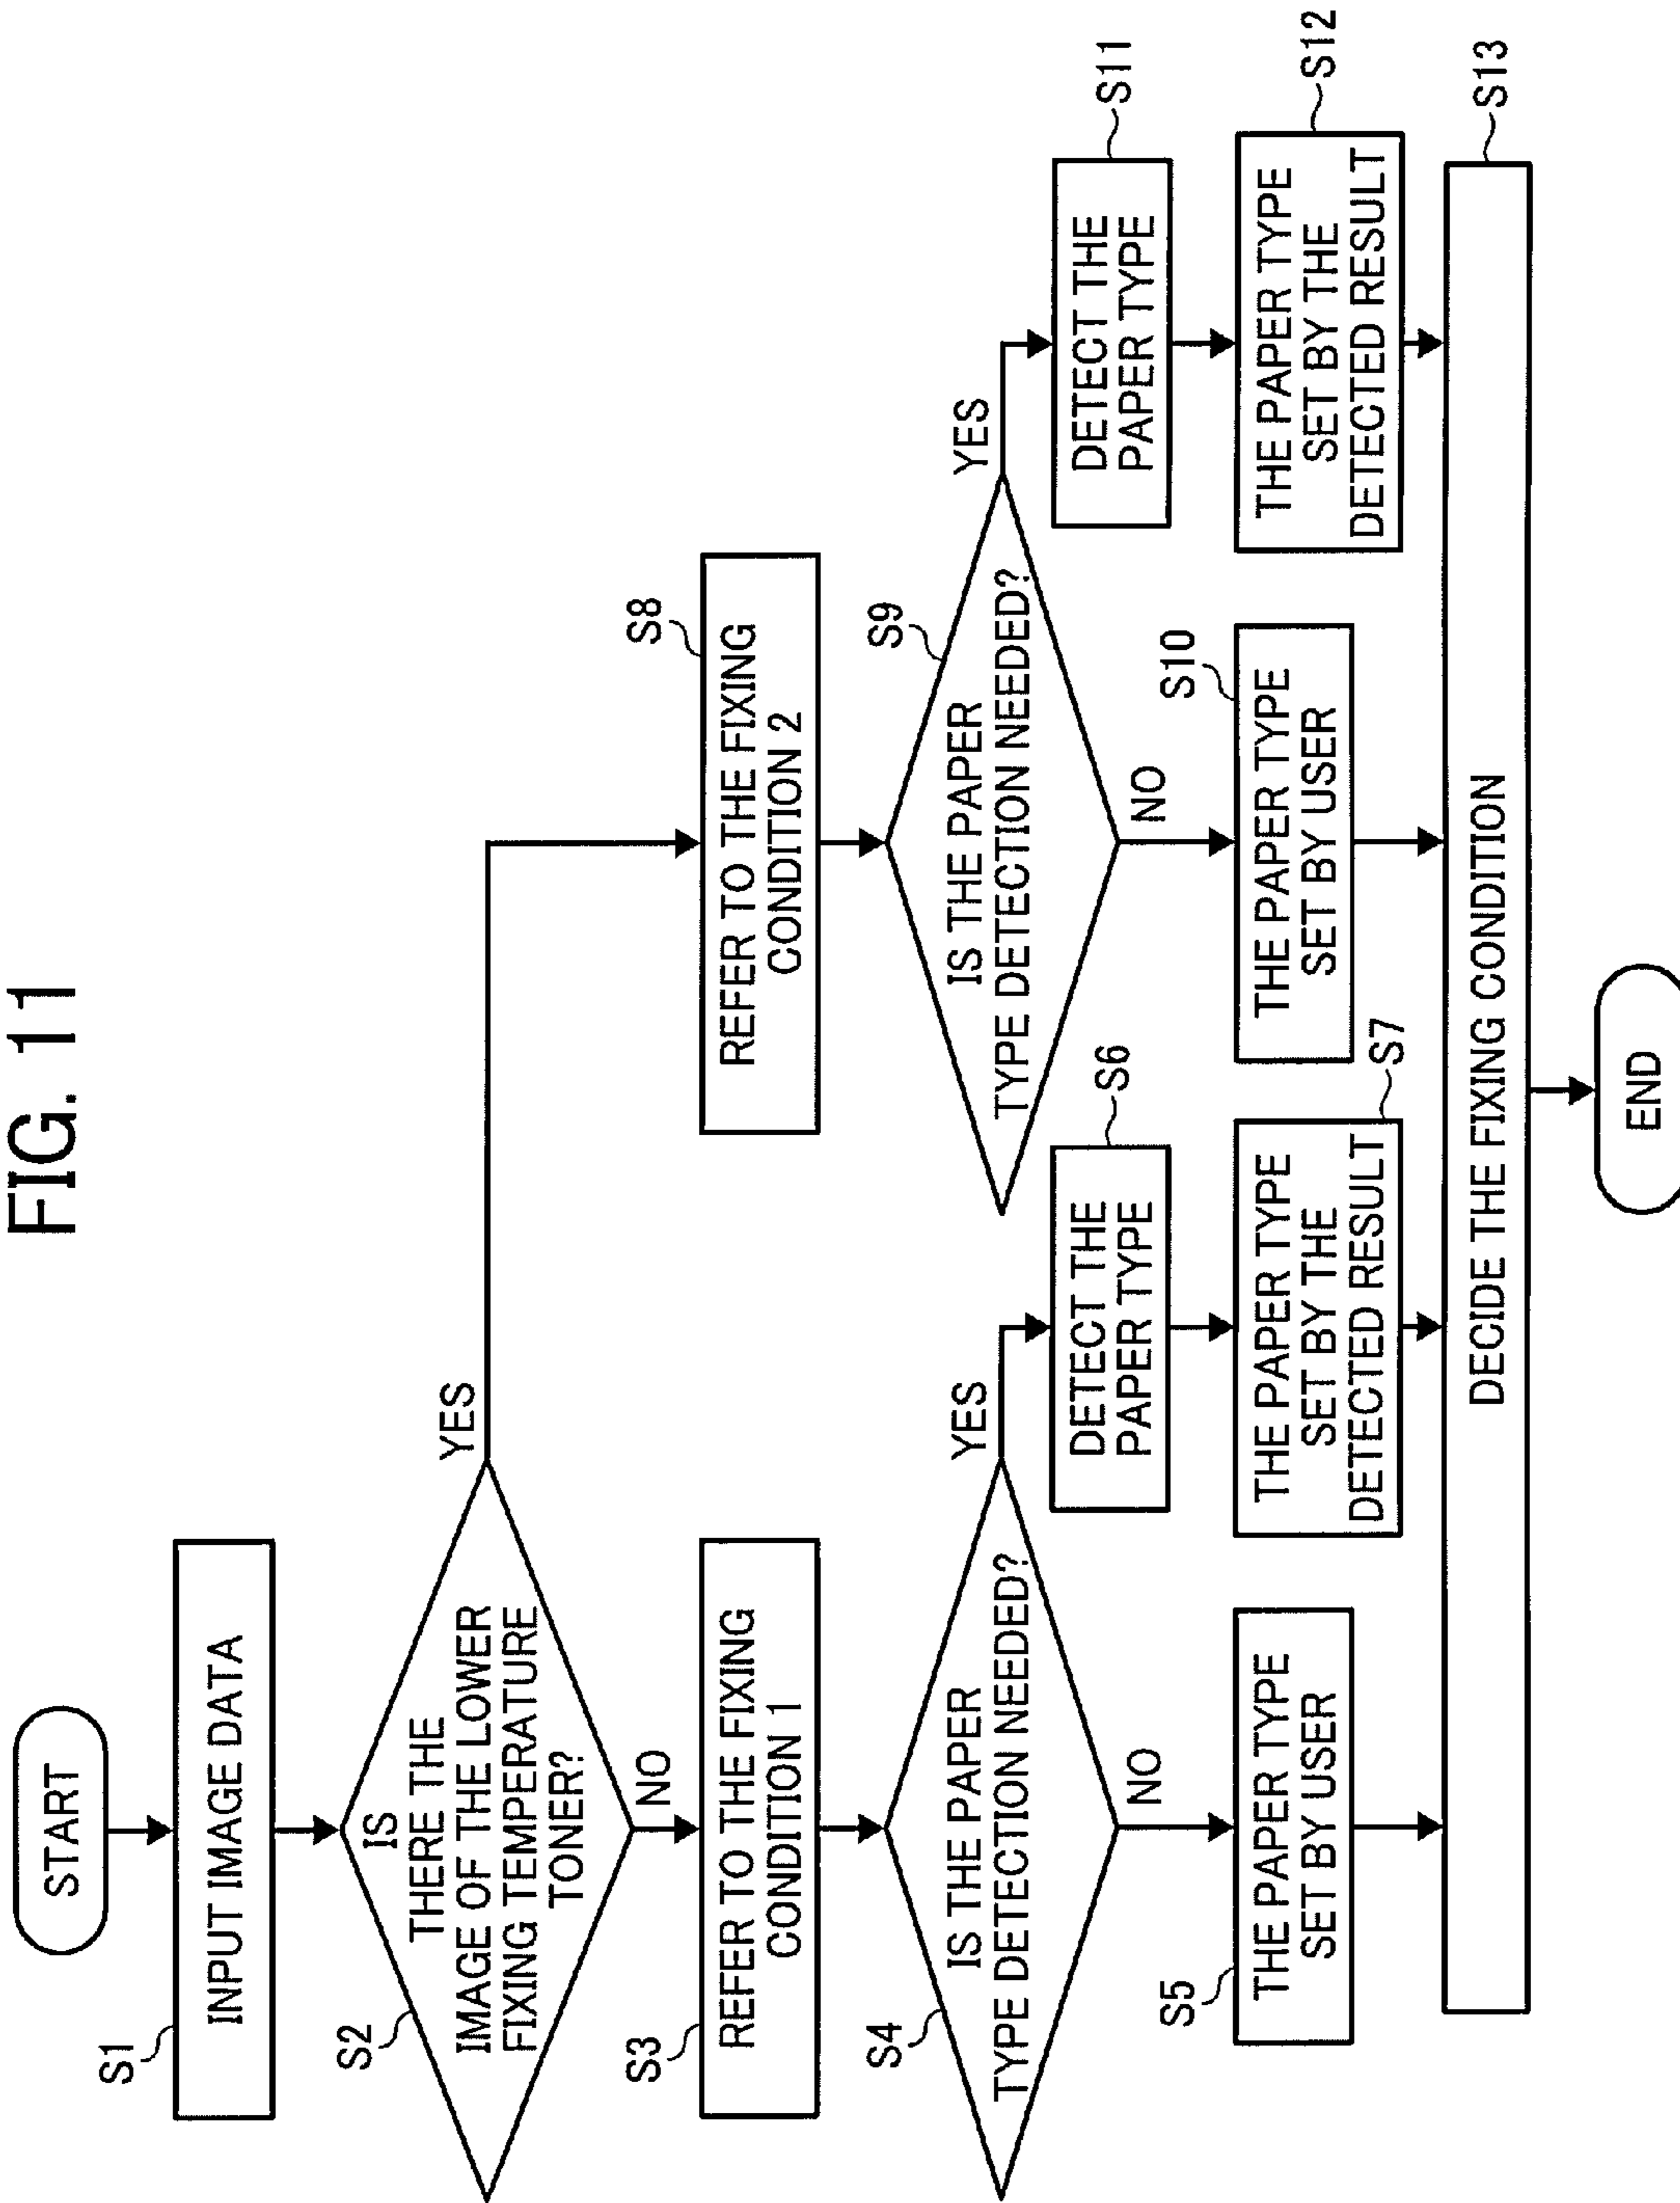 FIG. 11
START
S1
INPUT IMAGE DATA
S2
IS
THERE THE
IMAGE OF THE LOWER
FIXING TEMPERATURE
TONER?
YES
NO
S3
REFER TO THE FIXING
CONDITION 1
S8
REFER TO THE FIXING
CONDITION 2
S4
IS THE PAPER
TYPE DETECTION NEEDED?
YES
NO
S9
IS THE PAPER
TYPE DETECTION NEEDED?
YES
NO
S6
DETECT THE
PAPER TYPE
S11
DETECT THE
PAPER TYPE
S5
THE PAPER TYPE
SET BY USER
S7
THE PAPER TYPE
SET BY THE
DETECTED RESULT
S10
THE PAPER TYPE
SET BY USER
S12
THE PAPER TYPE
SET BY THE
DETECTED RESULT
S13
DECIDE THE FIXING CONDITION
END